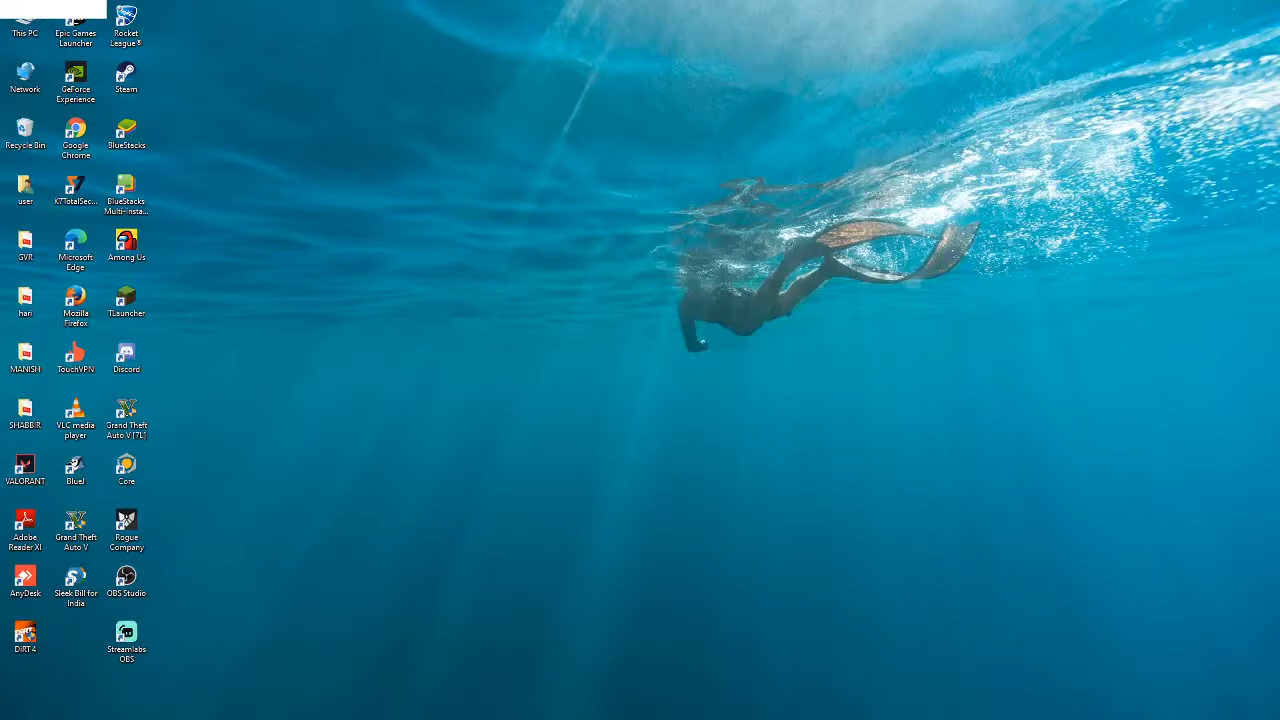 This PC
Epic Games
Launcher
Rocket
League®
Network
GeForce
Experience
Steam
Recycle Bin
Google
Chrome
BlueStacks
user
K7TotalSec...
BlueStacks
Multi-Insta...
GVR
Microsoft
Edge
Among Us
hari
Mozilla
Firefox
TLauncher
MANISH
TouchVPN
Discord
SHABBIR
VLC media
player
Grand Theft
Auto V [7L]
VALORANT
BlueJ
Core
Adobe
Reader XI
Grand Theft
Auto V
Rogue
Company
AnyDesk
Sleek Bill for
India
OBS Studio
DiRT 4
Streamlabs
OBS